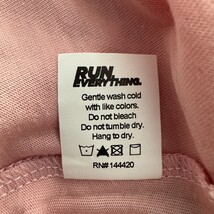 RUN.
EVERYTHING.
Gentle wash cold
with like colors.
Do not bleach
Do not tumble dry.
Hang to dry.
RN# 144420